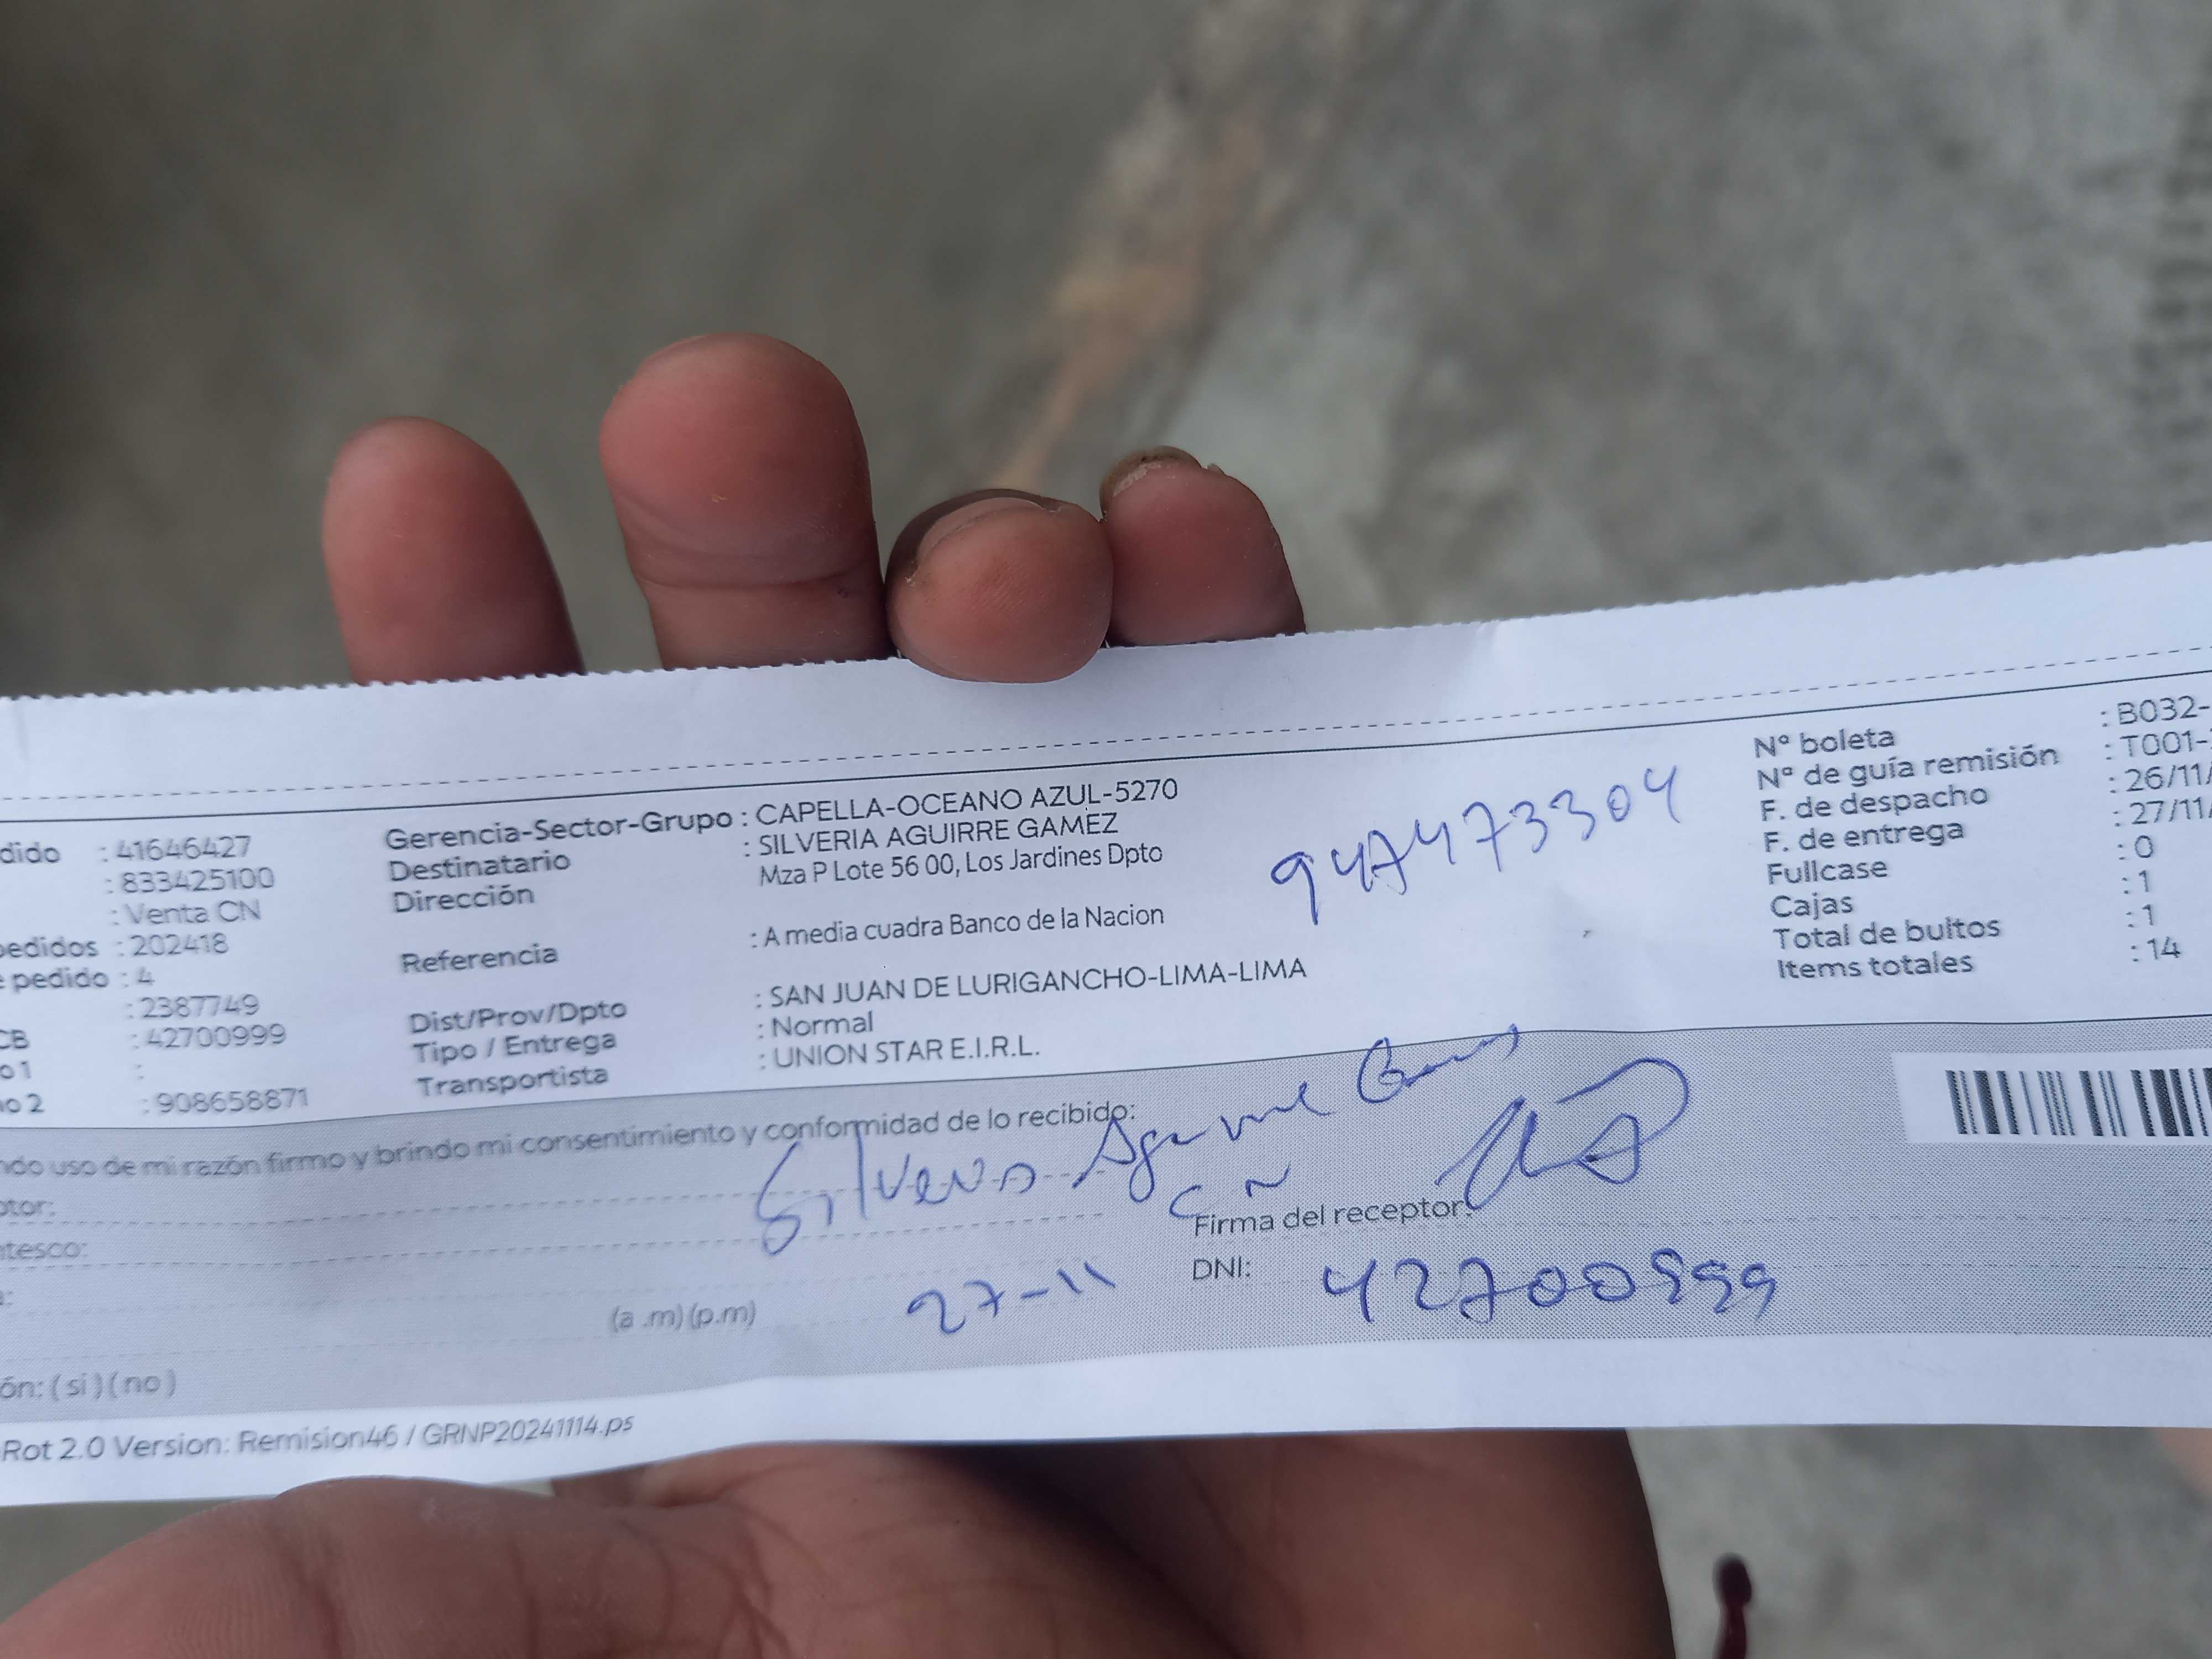 dido : 41646427
: 833425100
: Venta CN
pedidos : 202418
e pedido : 4
: 2387749
CB : 42700999
o 1 :
no 2 : 908658871
Gerencia-Sector-Grupo : CAPELLA-OCEANO AZUL-5270
Destinatario : SILVERIA AGUIRRE GAMEZ
Dirección Mza P Lote 56 00, Los Jardines Dpto
Referencia : A media cuadra Banco de la Nacion
Dist/Prov/Dpto : SAN JUAN DE LURIGANCHO-LIMA-LIMA
Tipo / Entrega : Normal
Transportista : UNION STAR E.I.R.L.
947473304
Nº boleta : B032-
Nº de guía remisión : T001-
F. de despacho : 26/11/
F. de entrega : 27/11/
Fullcase : 0
Cajas : 1
Total de bultos : 1
Items totales : 14
ndo uso de mi razón firmo y brindo mi consentimiento y conformidad de lo recibido:
otor:
Firma del receptor:
ntesco:
DNI: 42700999
(a .m) (p.m) 27-11
ón: ( si ) ( no )
Rot 2.0 Version: Remision46 / GRNP20241114.ps